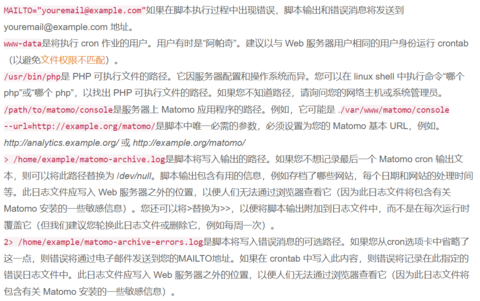 MAILTO="youremail@example.com"如果在脚本执行过程中出现错误，脚本输出和错误消息将发送到
youremail@example.com 地址。
www-data是将执行 cron 作业的用户。用户有时是“阿帕奇”。建议以与 Web 服务器用户相同的用户身份运行 crontab
（以避免文件权限不匹配）。
/usr/bin/php是 PHP 可执行文件的路径。它因服务器配置和操作系统而异。您可以在 linux shell 中执行命令“哪个
php”或“哪个 php”，以找出 PHP 可执行文件的路径。如果您不知道路径，请询问您的网络主机或系统管理员。
/path/to/matomo/console是服务器上 Matomo 应用程序的路径。例如，它可能是 ./var/www/matomo/console
--url=http://example.org/matomo/是脚本中唯一必需的参数，必须设置为您的 Matomo 基本 URL，例如。
http://analytics.example.org/ 或 http://example.org/matomo/
> /home/example/matomo-archive.log是脚本将写入输出的路径。如果您不想记录最后一个 Matomo cron 输出文
本，则可以将此路径替换为 /dev/null。脚本输出包含有用的信息，例如存档了哪些网站，每个日期和网站的处理时间
等。此日志文件应写入 Web 服务器之外的位置，以便人们无法通过浏览器查看它（因为此日志文件将包含有关
Matomo 安装的一些敏感信息）。您还可以将>替换为>>，以便将脚本输出附加到日志文件中，而不是在每次运行时
覆盖它（但我们建议您轮换此日志文件或删除它，例如每周一次）。
2> /home/example/matomo-archive-errors.log是脚本将写入错误消息的可选路径。如果您从cron选项卡中省略了
这一点，则错误将通过电子邮件发送到您的MAILTO地址。如果在 crontab 中写入此内容，则错误将记录在此指定的
错误日志文件中。此日志文件应写入 Web 服务器之外的位置，以便人们无法通过浏览器查看它（因为此日志文件将
包含有关 Matomo 安装的一些敏感信息）。